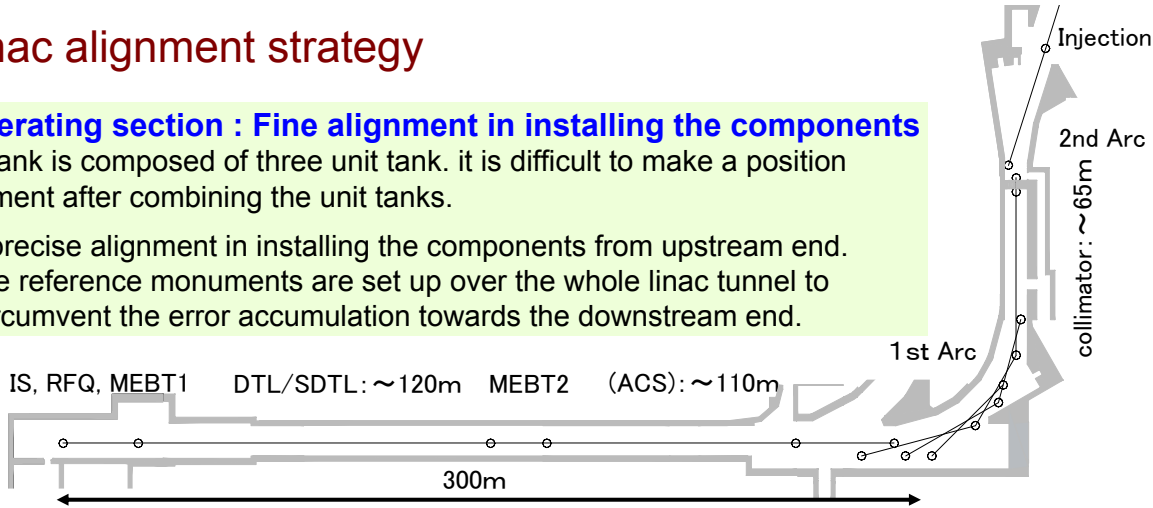 nac alignment strategy
erating section : Fine alignment in installing the components
ank is composed of three unit tank. it is difficult to make a position
ment after combining the unit tanks.
precise alignment in installing the components from upstream end.
e reference monuments are set up over the whole linac tunnel to
rcumvent the error accumulation towards the downstream end.
Injection
2nd Arc
collimator:~65m
1st Arc
IS, RFQ, MEBT1 DTL/SDTL:~120m MEBT2 (ACS):~110m
300m